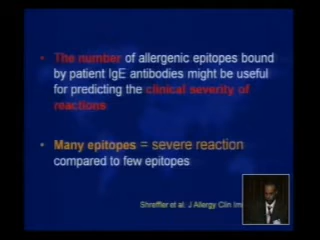 • The number of allergenic epitopes bound
by patient IgE antibodies might be useful
for predicting the clinical severity of
reactions
• Many epitopes = severe reaction
compared to few epitopes
Shreffler et al. J Allergy Clin